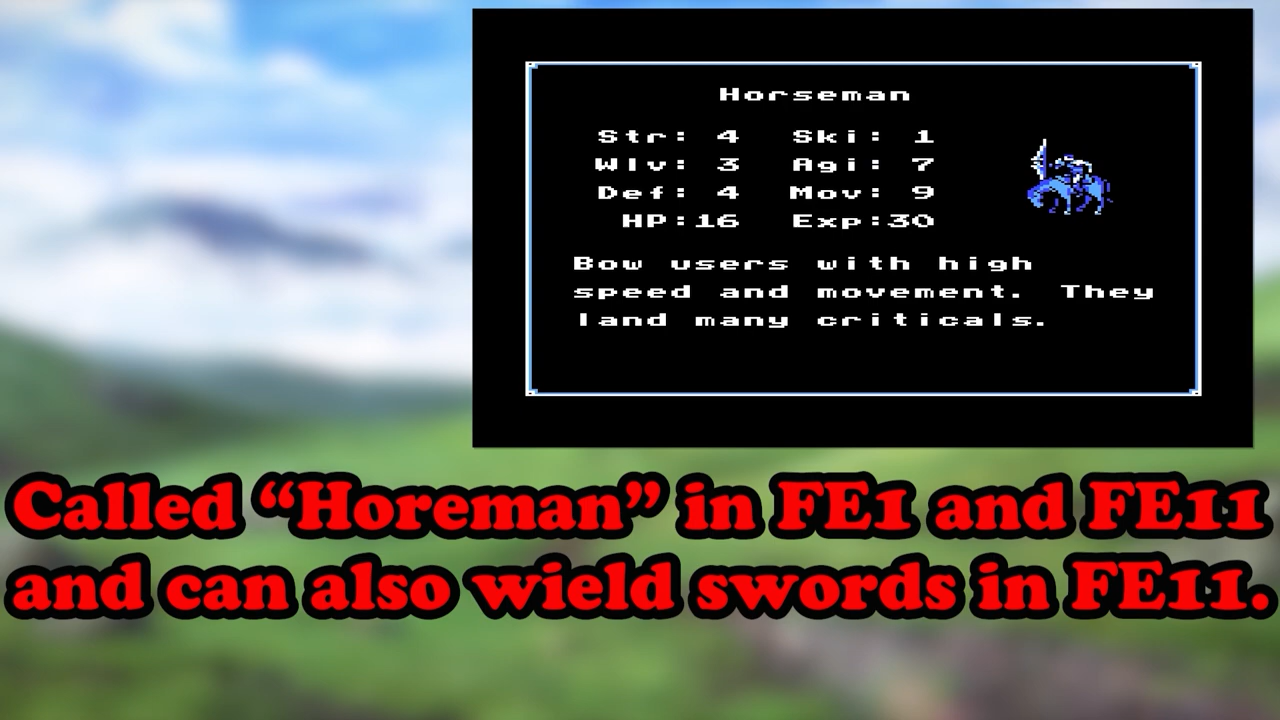 Horseman
Str: 4 Ski: 1
Wlv: 3 Agi: 7
Def: 4 Mov: 9
HP:16 Exp:30
Bow users with high
speed and movement. They
land many criticals.
Called “Horeman” in FE1 and FE11
and can also wield swords in FE11.